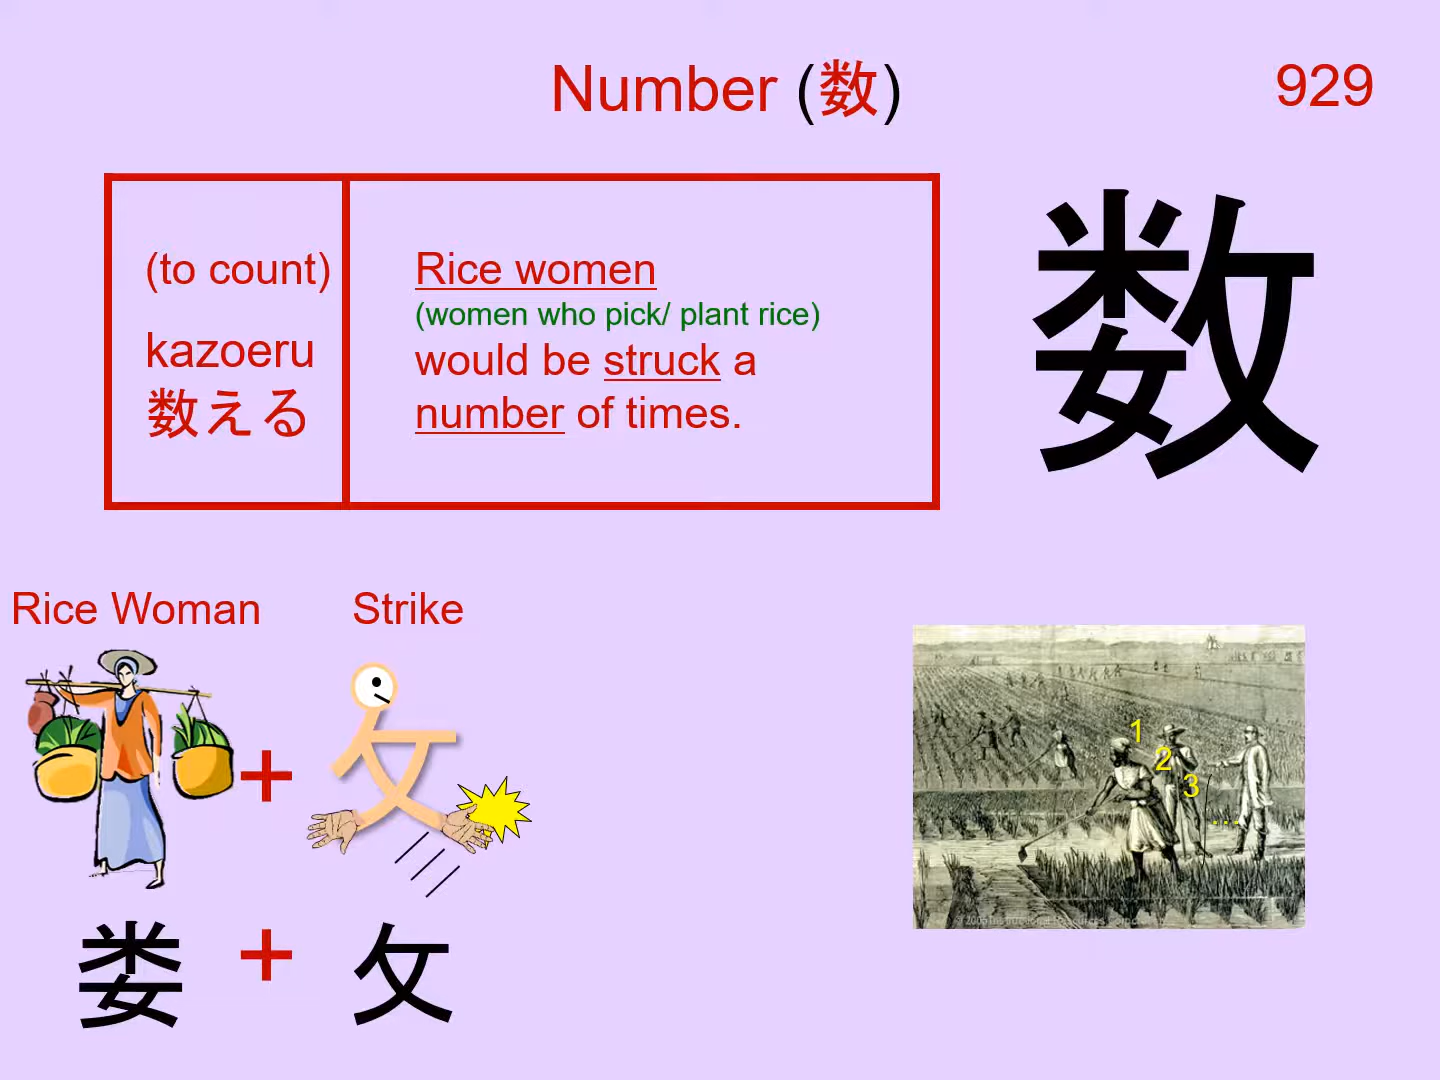 Number (数)
929
(to count)
kazoeru
数える
Rice women
(women who pick/ plant rice)
would be struck a
number of times.
数
Rice Woman
Strike
+
娄 + 攵
1
2
3
...